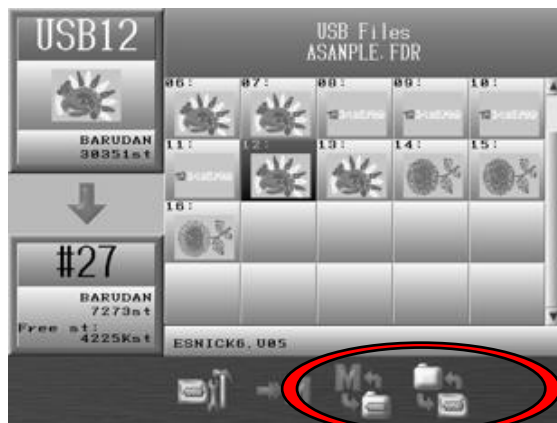 USB12
BARUDAN
30351st
#27
BARUDAN
7273st
Free st:
4225Kst
USB Files
ASANPLE.FDR
06:
07:
08:
09:
10:
11:
12:
13:
14:
15:
16:
ESNICK6.U05
M